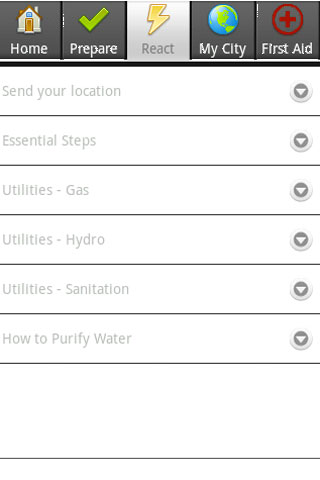 Home Prepare React My City First Aid
Send your location
Essential Steps
Utilities - Gas
Utilities - Hydro
Utilities - Sanitation
How to Purify Water